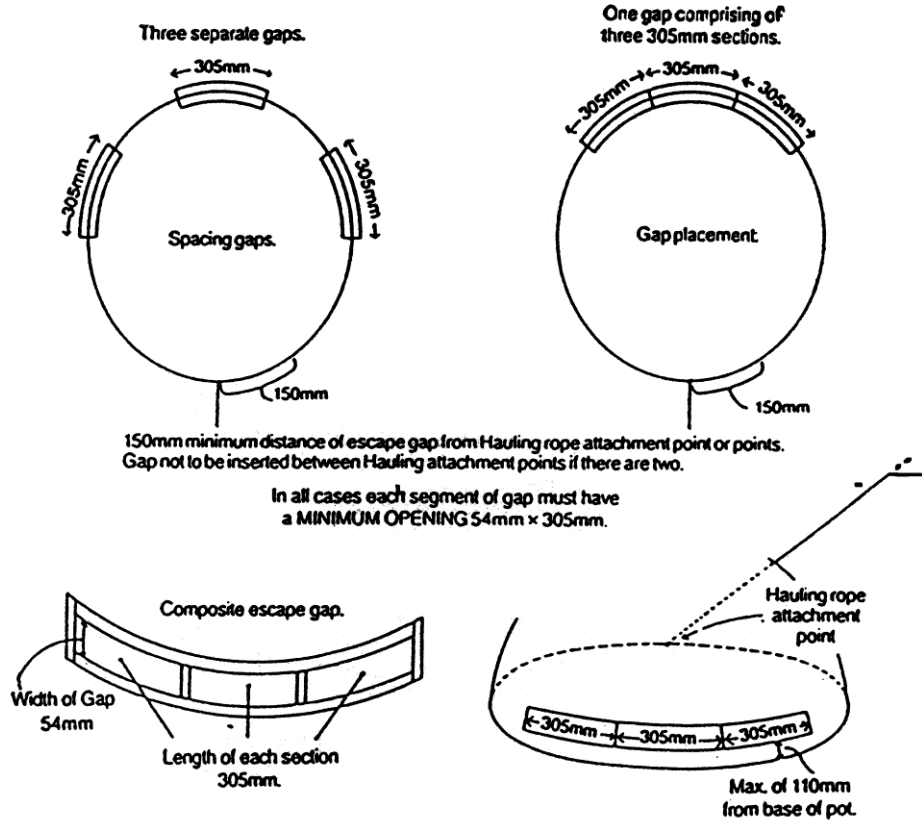 Three separate gaps.
305mm
305mm
305mm
Spacing gaps.
150mm
One gap comprising of
three 305mm sections.
305mm
305mm
305mm
Gap placement.
150mm
150mm minimum distance of escape gap from Hauling rope attachment point or points.
Gap not to be inserted between Hauling attachment points if there are two.
In all cases each segment of gap must have
a MINIMUM OPENING 54mm × 305mm.
Composite escape gap.
Width of Gap
54mm
Length of each section
305mm.
Hauling rope
attachment
point
305mm
305mm
305mm
Max. of 110mm
from base of pot.